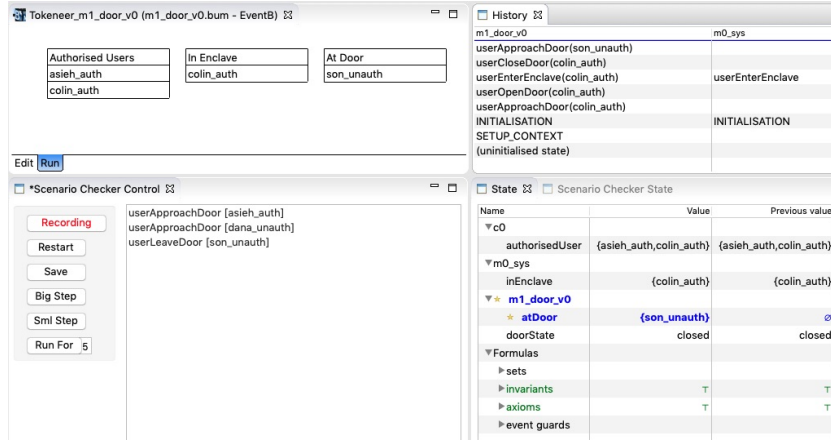 Tokeneer_m1_door_v0 (m1_door_v0.bum - EventB)
Authorised Users
asieh_auth
colin_auth
In Enclave
colin_auth
At Door
son_unauth
Edit Run
History
m1_door_v0 m0_sys
userApproachDoor(son_unauth)
userCloseDoor(colin_auth)
userEnterEnclave(colin_auth) userEnterEnclave
userOpenDoor(colin_auth)
userApproachDoor(colin_auth)
INITIALISATION INITIALISATION
SETUP_CONTEXT
(uninitialised state)
*Scenario Checker Control
Recording
Restart
Save
Big Step
Sml Step
Run For 5
userApproachDoor [asieh_auth]
userApproachDoor [dana_unauth]
userLeaveDoor [son_unauth]
State Scenario Checker State
Name Value Previous value
c0
authorisedUser {asieh_auth,colin_auth} {asieh_auth,colin_auth}
m0_sys
inEnclave {colin_auth} {colin_auth}
m1_door_v0
atDoor {son_unauth} ∅
doorState closed closed
Formulas
sets
invariants ⊤ ⊤
axioms ⊤ ⊤
event guards